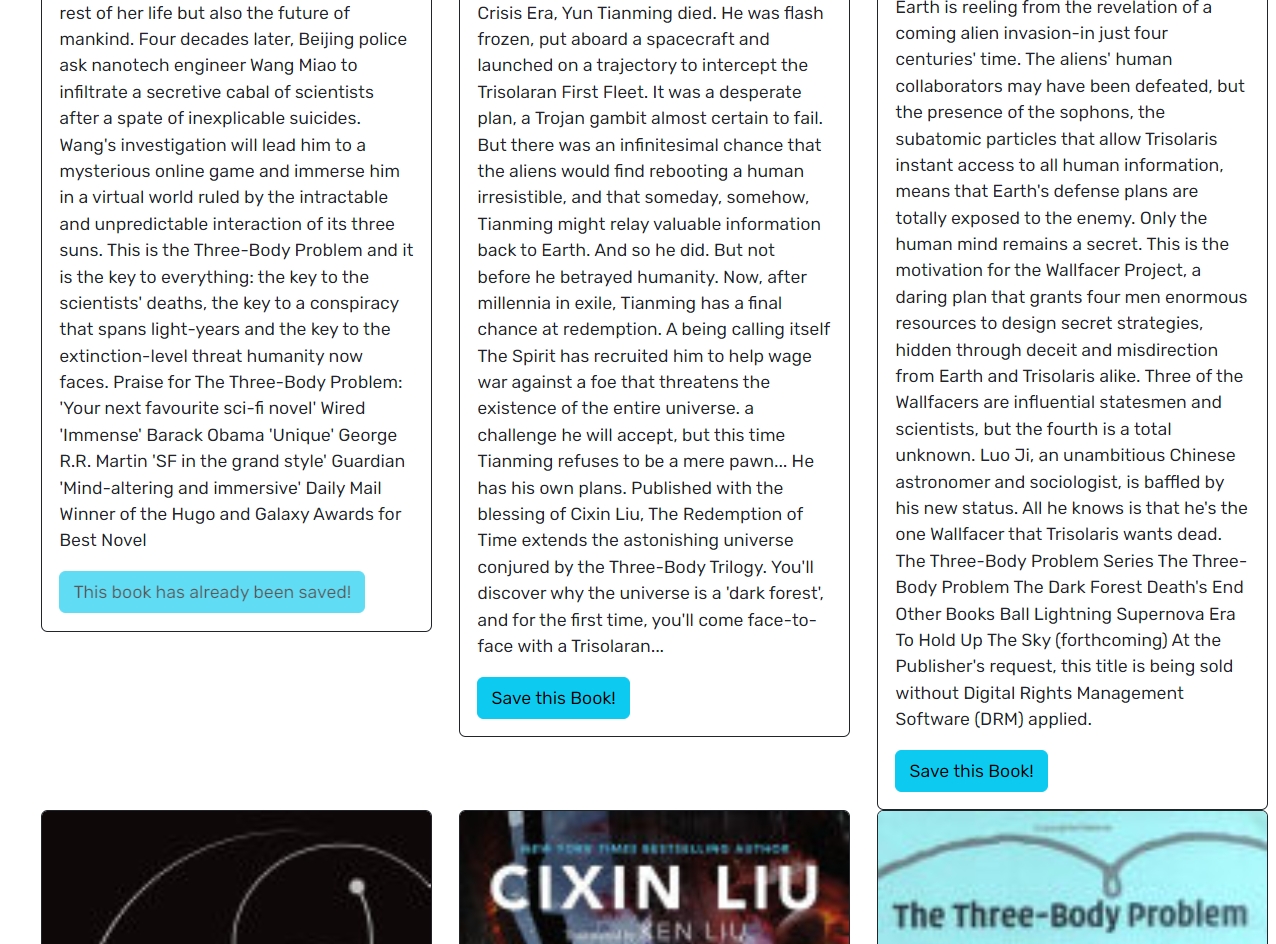 rest of her life but also the future of
mankind. Four decades later, Beijing police
ask nanotech engineer Wang Miao to
infiltrate a secretive cabal of scientists
after a spate of inexplicable suicides.
Wang's investigation will lead him to a
mysterious online game and immerse him
in a virtual world ruled by the intractable
and unpredictable interaction of its three
suns. This is the Three-Body Problem and it
is the key to everything: the key to the
scientists' deaths, the key to a conspiracy
that spans light-years and the key to the
extinction-level threat humanity now
faces. Praise for The Three-Body Problem:
'Your next favourite sci-fi novel' Wired
'Immense' Barack Obama 'Unique' George
R.R. Martin 'SF in the grand style' Guardian
'Mind-altering and immersive' Daily Mail
Winner of the Hugo and Galaxy Awards for
Best Novel
This book has already been saved!
Crisis Era, Yun Tianming died. He was flash
frozen, put aboard a spacecraft and
launched on a trajectory to intercept the
Trisolaran First Fleet. It was a desperate
plan, a Trojan gambit almost certain to fail.
But there was an infinitesimal chance that
the aliens would find rebooting a human
irresistible, and that someday, somehow,
Tianming might relay valuable information
back to Earth. And so he did. But not
before he betrayed humanity. Now, after
millennia in exile, Tianming has a final
chance at redemption. A being calling itself
The Spirit has recruited him to help wage
war against a foe that threatens the
existence of the entire universe. a
challenge he will accept, but this time
Tianming refuses to be a mere pawn... He
has his own plans. Published with the
blessing of Cixin Liu, The Redemption of
Time extends the astonishing universe
conjured by the Three-Body Trilogy. You'll
discover why the universe is a 'dark forest',
and for the first time, you'll come face-to-
face with a Trisolaran...
Save this Book!
Earth is reeling from the revelation of a
coming alien invasion-in just four
centuries' time. The aliens' human
collaborators may have been defeated, but
the presence of the sophons, the
subatomic particles that allow Trisolaris
instant access to all human information,
means that Earth's defense plans are
totally exposed to the enemy. Only the
human mind remains a secret. This is the
motivation for the Wallfacer Project, a
daring plan that grants four men enormous
resources to design secret strategies,
hidden through deceit and misdirection
from Earth and Trisolaris alike. Three of the
Wallfacers are influential statesmen and
scientists, but the fourth is a total
unknown. Luo Ji, an unambitious Chinese
astronomer and sociologist, is baffled by
his new status. All he knows is that he's the
one Wallfacer that Trisolaris wants dead.
The Three-Body Problem Series The Three-
Body Problem The Dark Forest Death's End
Other Books Ball Lightning Supernova Era
To Hold Up The Sky (forthcoming) At the
Publisher's request, this title is being sold
without Digital Rights Management
Software (DRM) applied.
Save this Book!
NEW YORK TIMES BESTSELLING AUTHOR
CIXIN LIU
KEN LIU
The Three-Body Problem